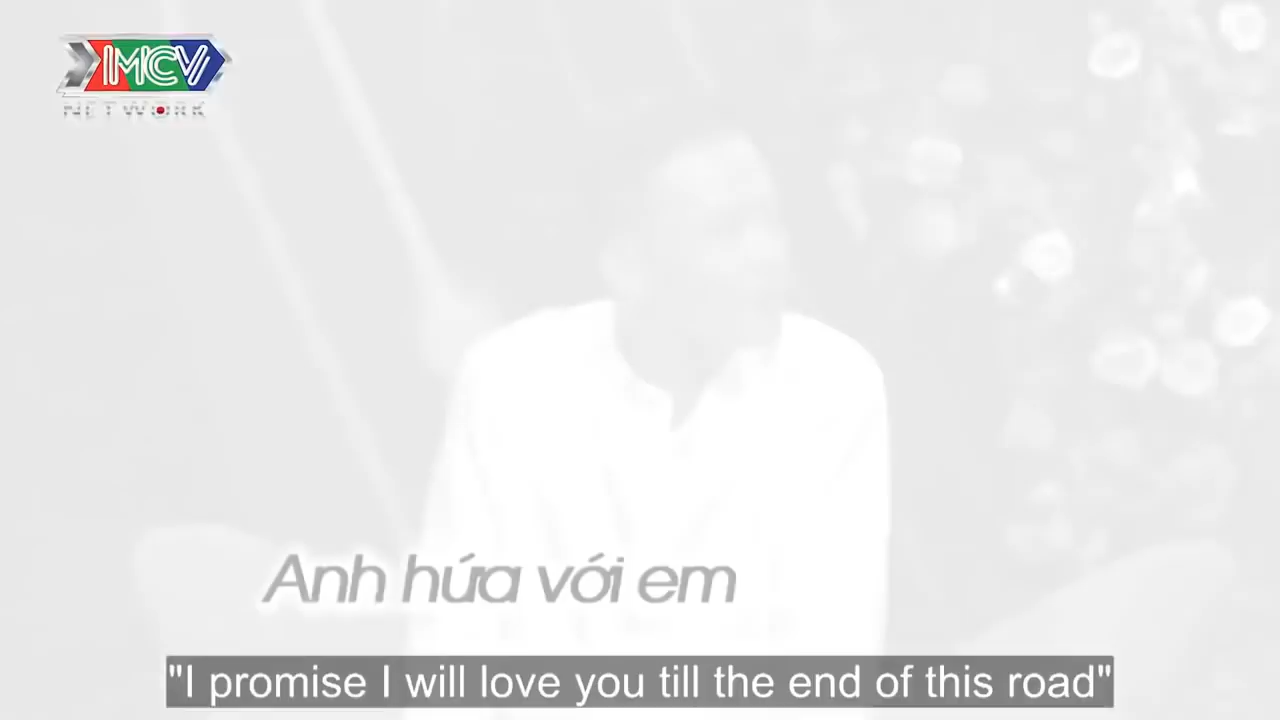 MCV
NETWORK
Anh hứa với em
"I promise I will love you till the end of this road"